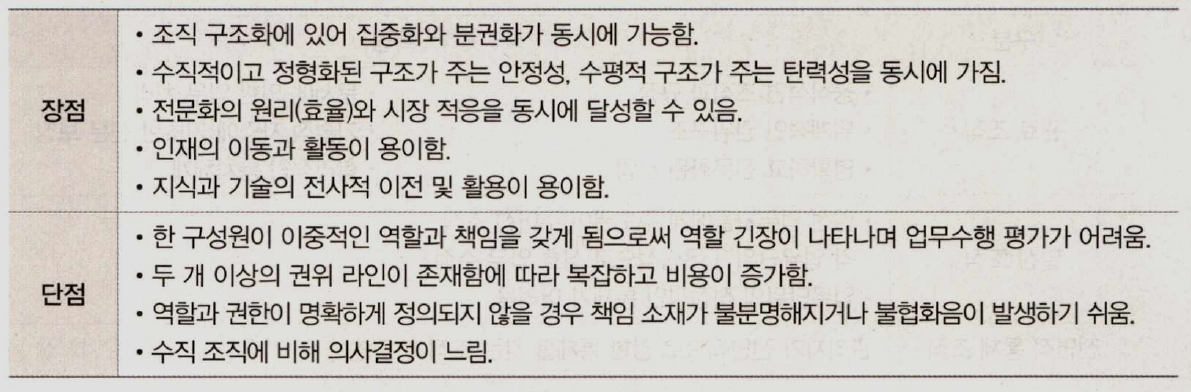 장점
• 조직 구조화에 있어 집중화와 분권화가 동시에 가능함.
• 수직적이고 정형화된 구조가 주는 안정성, 수평적 구조가 주는 탄력성을 동시에 가짐.
• 전문화의 원리(효율)와 시장 적응을 동시에 달성할 수 있음.
• 인재의 이동과 활동이 용이함.
• 지식과 기술의 전사적 이전 및 활용이 용이함.
단점
• 한 구성원이 이중적인 역할과 책임을 갖게 됨으로써 역할 긴장이 나타나며 업무수행 평가가 어려움.
• 두 개 이상의 권위 라인이 존재함에 따라 복잡하고 비용이 증가함.
• 역할과 권한이 명확하게 정의되지 않을 경우 책임 소재가 불분명해지거나 불협화음이 발생하기 쉬움.
• 수직 조직에 비해 의사결정이 느림.